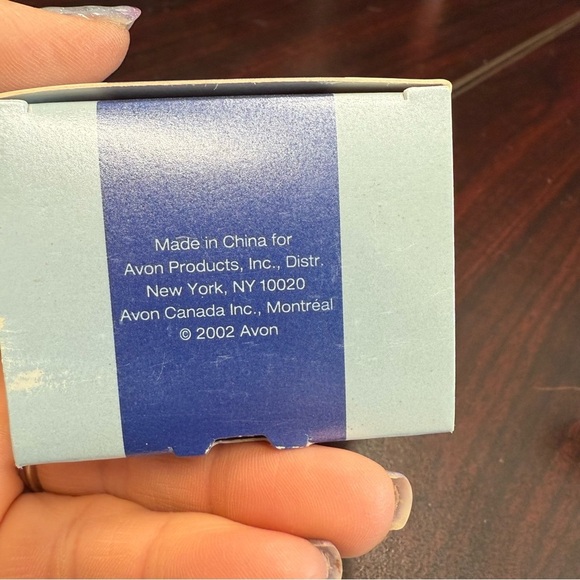 Made in China for
Avon Products, Inc., Distr.
New York, NY 10020
Avon Canada Inc., Montréal
© 2002 Avon